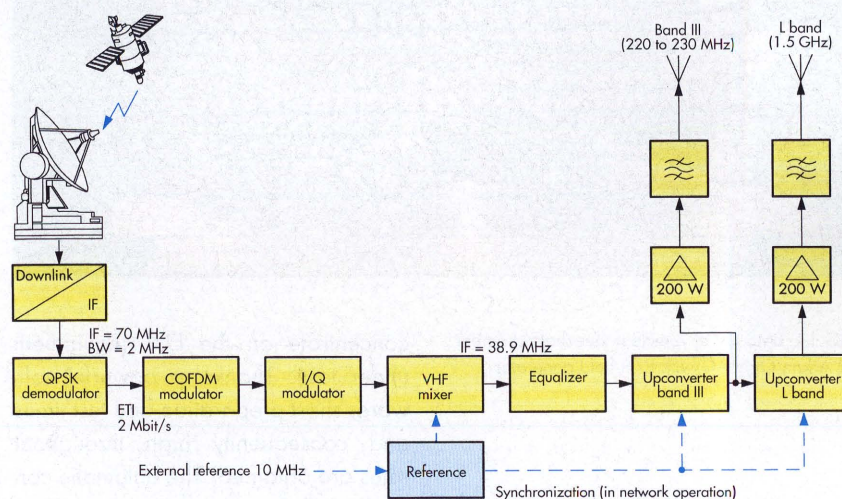 Band III
(220 to 230 MHz)
L band
(1.5 GHz)
200 W
200 W
Downlink
IF
IF = 70 MHz
BW = 2 MHz
IF = 38.9 MHz
QPSK
demodulator
COFDM
modulator
I/Q
modulator
VHF
mixer
Equalizer
Upconverter
band III
Upconverter
L band
ETI
2 Mbit/s
External reference 10 MHz
Reference
Synchronization (in network operation)